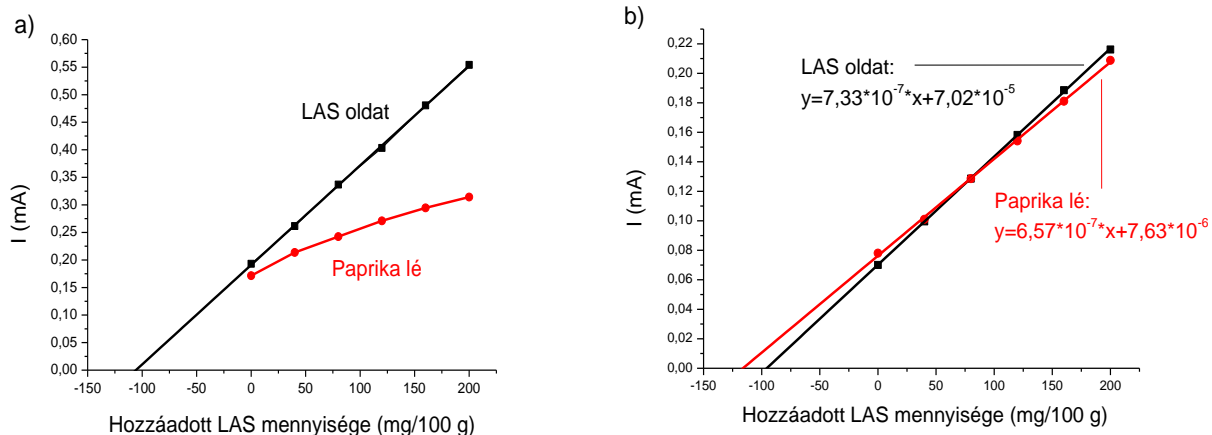 a)
0,60
0,55
0,50
0,45
0,40
0,35
0,30
0,25
0,20
0,15
0,10
0,05
0,00
I (mA)
LAS oldat
Paprika lé
-150 -100 -50 0 50 100 150 200
Hozzáadott LAS mennyisége (mg/100 g)
b)
0,22
0,20
0,18
0,16
0,14
0,12
0,10
0,08
0,06
0,04
0,02
0,00
I (mA)
LAS oldat:
y=7,33*10⁻⁷*x+7,02*10⁻⁵
Paprika lé:
y=6,57*10⁻⁷*x+7,63*10⁻⁶
-150 -100 -50 0 50 100 150 200
Hozzáadott LAS mennyisége (mg/100 g)